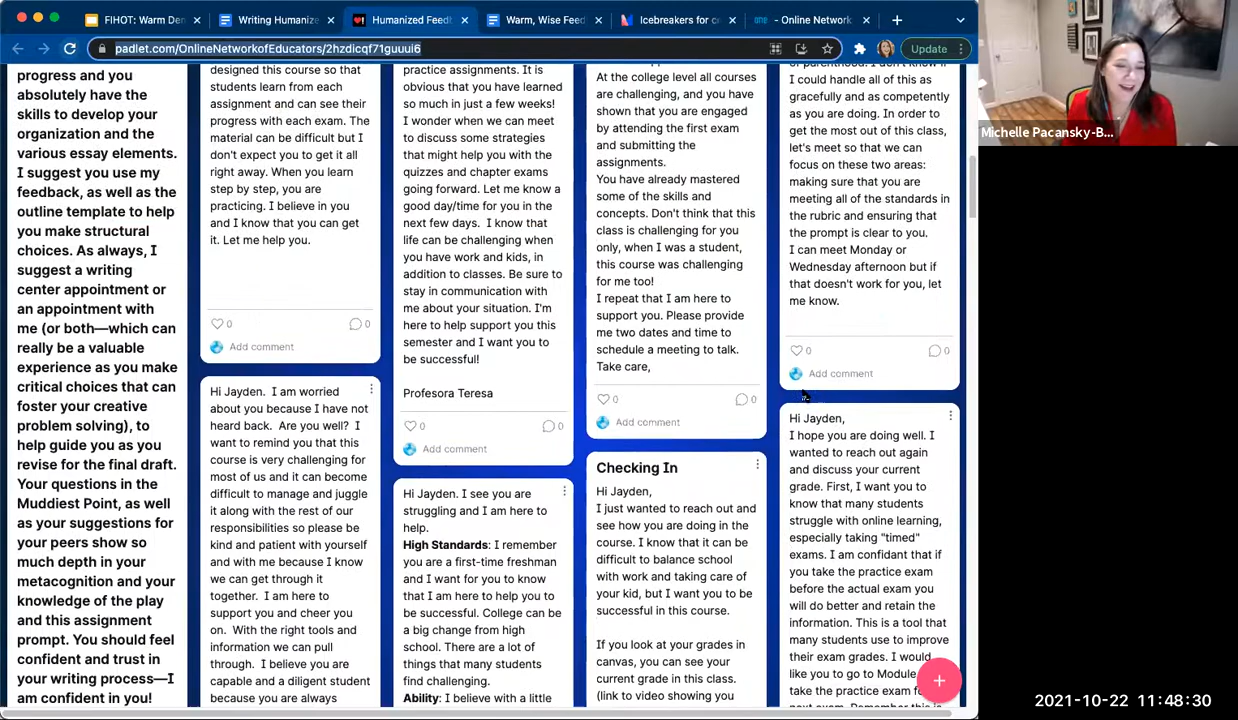 FIHOT: Warm Den
Writing Humanize
Humanized Feedb
Warm, Wise Feed
Icebreakers for o
- Online Network
padlet.com/OnlineNetworkofEducators/2hzdicqf71guuui6
Update
Michelle Pacansky-B...
progress and you
absolutely have the
skills to develop your
organization and the
various essay elements.
I suggest you use my
feedback, as well as the
outline template to help
you make structural
choices. As always, I
suggest a writing
center appointment or
an appointment with
me (or both—which can
really be a valuable
experience as you make
critical choices that can
foster your creative
problem solving), to
help guide you as you
revise for the final draft.
Your questions in the
Muddiest Point, as well
as your suggestions for
your peers show so
much depth in your
metacognition and your
knowledge of the play
and this assignment
prompt. You should feel
confident and trust in
your writing process—I
am confident in you!
designed this course so that
students learn from each
assignment and can see their
progress with each exam. The
material can be difficult but I
don't expect you to get it all
right away. When you learn
step by step, you are
practicing. I believe in you
and I know that you can get
it. Let me help you.
0
0
Add comment
Hi Jayden. I am worried
about you because I have not
heard back. Are you well? I
want to remind you that this
course is very challenging for
most of us and it can become
difficult to manage and juggle
it along with the rest of our
responsibilities so please be
kind and patient with yourself
and with me because I know
we can get through it
together. I am here to
support you and cheer you
on. With the right tools and
information we can pull
through. I believe you are
capable and a diligent student
because you are always
practice assignments. It is
obvious that you have learned
so much in just a few weeks!
I wonder when we can meet
to discuss some strategies
that might help you with the
quizzes and chapter exams
going forward. Let me know a
good day/time for you in the
next few days. I know that
life can be challenging when
you have work and kids, in
addition to classes. Be sure to
stay in communication with
me about your situation. I'm
here to help support you this
semester and I want you to
be successful!
Profesora Teresa
0
0
Add comment
Hi Jayden. I see you are
struggling and I am here to
help.
High Standards: I remember
you are a first-time freshman
and I want for you to know
that I am here to help you to
be successful. College can be
a big change from high
school. There are a lot of
things that many students
find challenging.
Ability: I believe with a little
At the college level all courses
are challenging, and you have
shown that you are engaged
by attending the first exam
and submitting the
assignments.
You have already mastered
some of the skills and
concepts. Don't think that this
class is challenging for you
only, when I was a student,
this course was challenging
for me too!
I repeat that I am here to
support you. Please provide
me two dates and time to
schedule a meeting to talk.
Take care,
0
0
Add comment
Checking In
Hi Jayden,
I just wanted to reach out and
see how you are doing in the
course. I know that it can be
difficult to balance school
with work and taking care of
your kid, but I want you to be
successful in this course.
If you look at your grades in
canvas, you can see your
current grade in this class.
(link to video showing you
of parenthood. I don't know if
I could handle all of this as
gracefully and as competently
as you are doing. In order to
get the most out of this class,
let's meet so that we can
focus on these two areas:
making sure that you are
meeting all of the standards in
the rubric and ensuring that
the prompt is clear to you.
I can meet Monday or
Wednesday afternoon but if
that doesn't work for you, let
me know.
0
0
Add comment
Hi Jayden,
I hope you are doing well. I
wanted to reach out again
and discuss your current
grade. First, I want you to
know that many students
struggle with online learning,
especially taking "timed"
exams. I am confidant that if
you take the practice exam
before the actual exam you
will do better and retain the
information. This is a tool that
many students use to improve
their exam grades. I would
like you to go to Module
take the practice exam
2021-10-22 11:48:30